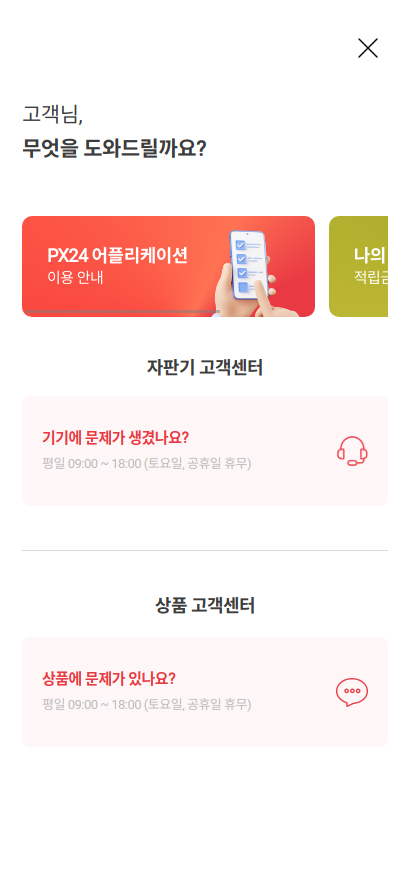 고객님,
무엇을 도와드릴까요?
PX24 어플리케이션
이용 안내
나의
적립금
자판기 고객센터
기기에 문제가 생겼나요?
평일 09:00 ~ 18:00 (토요일, 공휴일 휴무)
상품 고객센터
상품에 문제가 있나요?
평일 09:00 ~ 18:00 (토요일, 공휴일 휴무)